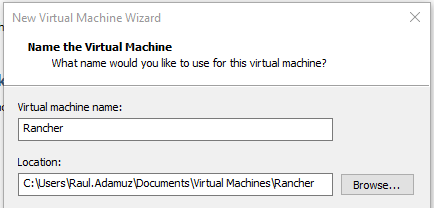 New Virtual Machine Wizard
Name the Virtual Machine
What name would you like to use for this virtual machine?
Virtual machine name:
Rancher
Location:
C:\Users\Raul.Adamuz\Documents\Virtual Machines\Rancher
Browse...